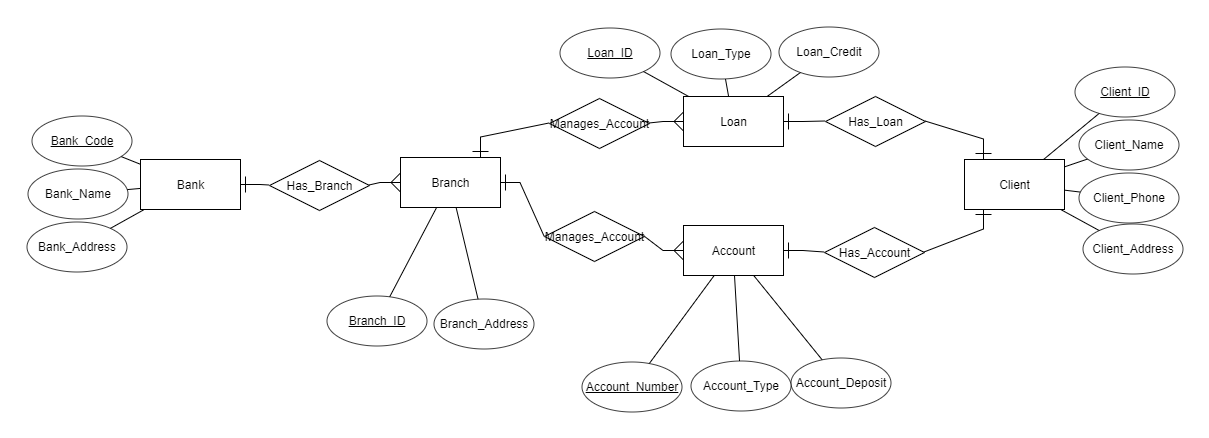 Loan_ID
Loan_Type
Loan_Credit
Client_ID
Manages_Account
Loan
Has_Loan
Bank_Code
Client_Name
Bank
Has_Branch
Branch
Client
Bank_Name
Client_Phone
Manages_Account
Bank_Address
Account
Has_Account
Client_Address
Branch_ID
Branch_Address
Account_Number
Account_Type
Account_Deposit